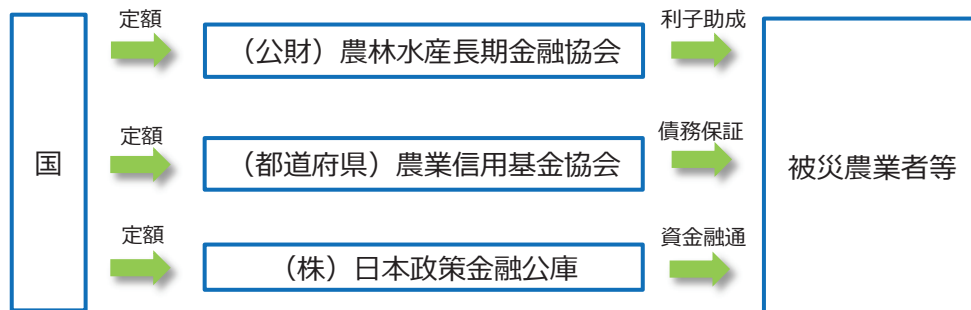 国
定額
（公財）農林水産長期金融協会
利子助成
定額
（都道府県）農業信用基金協会
債務保証
定額
（株）日本政策金融公庫
資金融通
被災農業者等